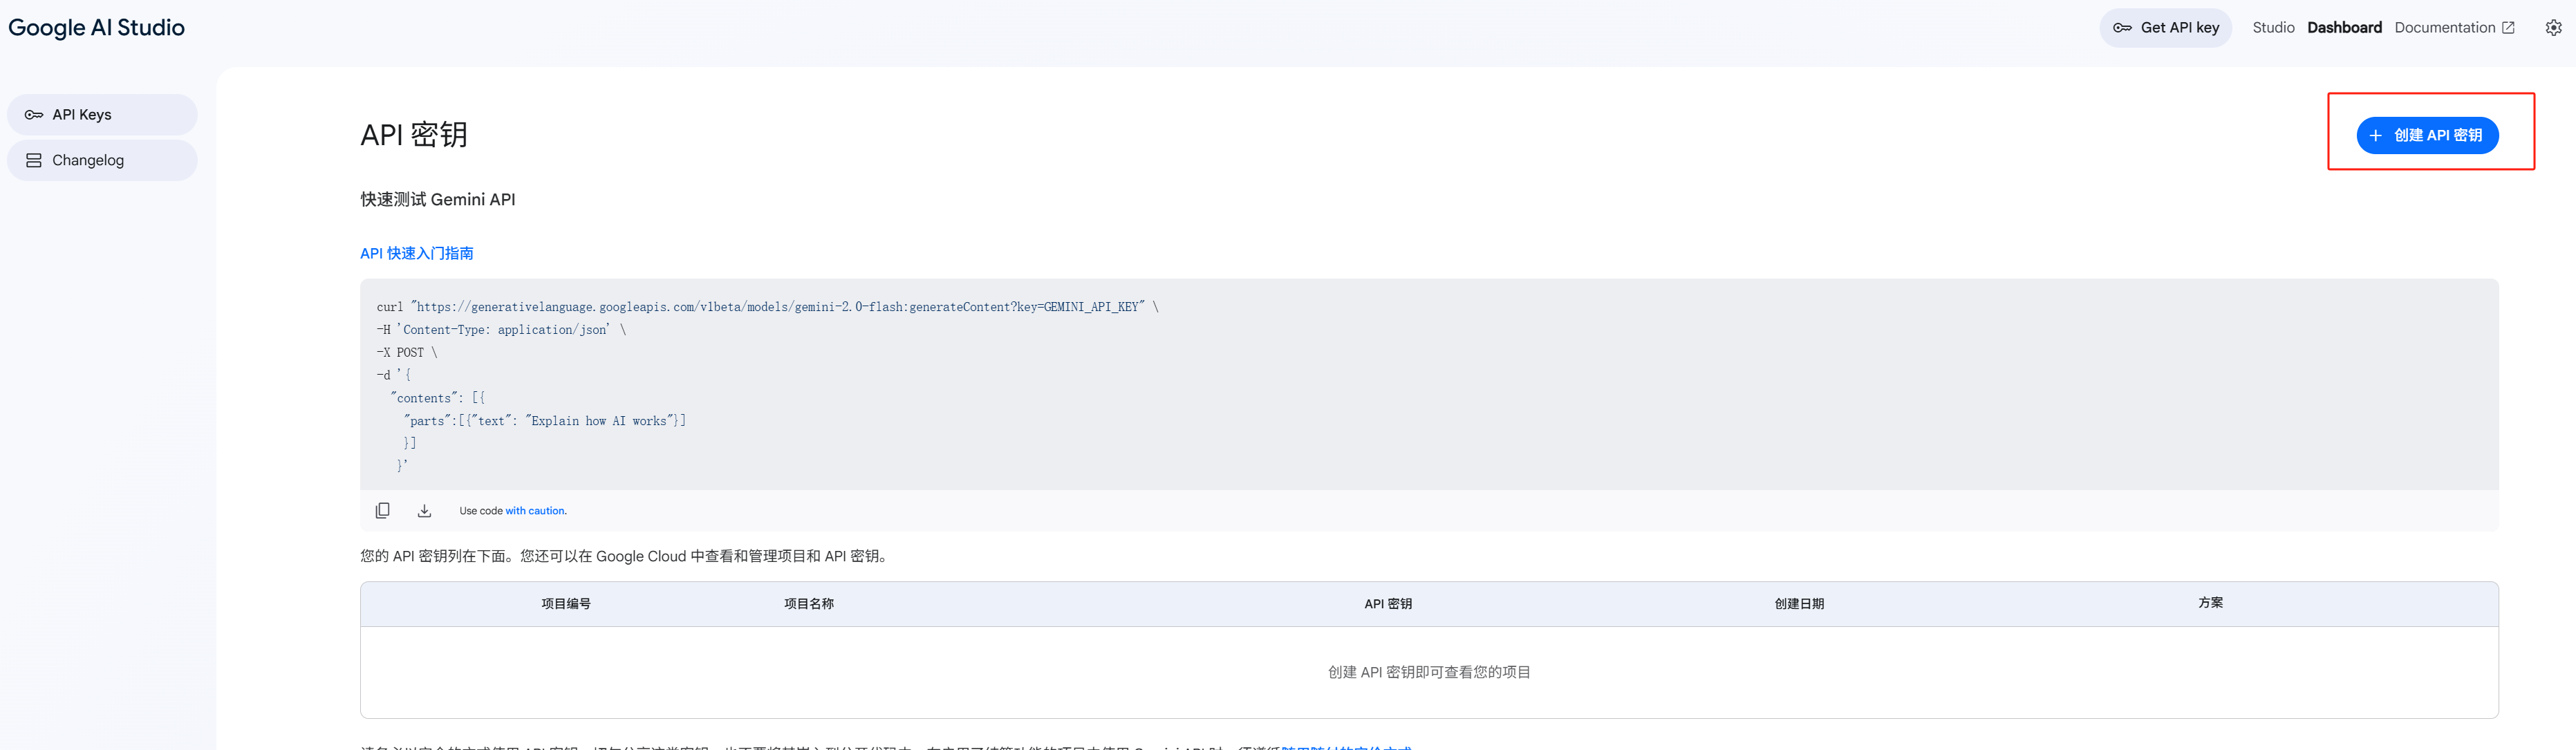 Google AI Studio
Get API key
Studio
Dashboard
Documentation
API Keys
Changelog
API 密钥
创建 API 密钥
快速测试 Gemini API
API 快速入门指南
curl "https://generativelanguage.googleapis.com/v1beta/models/gemini-2.0-flash:generateContent?key=GEMINI_API_KEY" \
-H 'Content-Type: application/json' \
-X POST \
-d '{
"contents": [{
"parts":[{"text": "Explain how AI works"}]
}]
}'
Use code with caution.
您的 API 密钥列在下面。您还可以在 Google Cloud 中查看和管理项目和 API 密钥。
项目编号 项目名称 API 密钥 创建日期 方案
创建 API 密钥即可查看您的项目